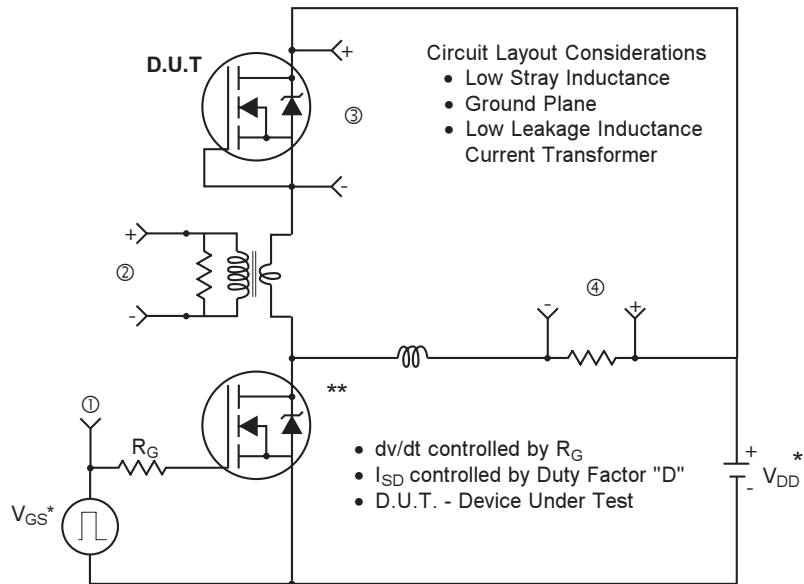 D.U.T
+
-
③
Circuit Layout Considerations
• Low Stray Inductance
• Ground Plane
• Low Leakage Inductance
Current Transformer
+
②
-
-
④
+
**
①
R_G
V_GS*
• dv/dt controlled by R_G
• I_SD controlled by Duty Factor "D"
• D.U.T. - Device Under Test
+
-
V_DD*